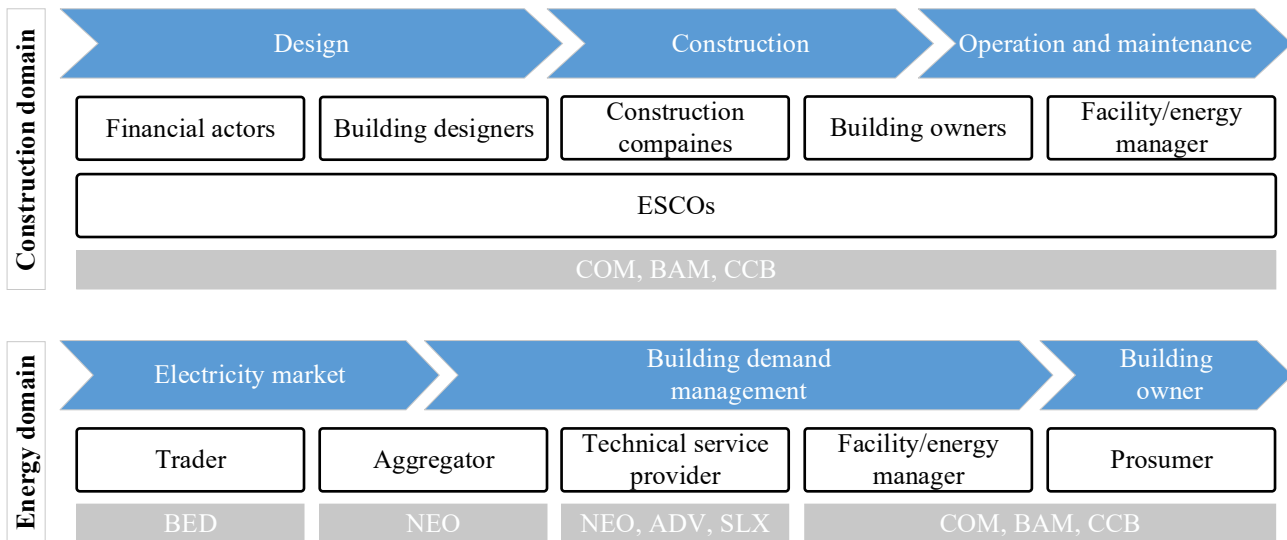 Construction domain
Design
Construction
Operation and maintenance
Financial actors
Building designers
Construction
compaines
Building owners
Facility/energy
manager
ESCOs
COM, BAM, CCB
Energy domain
Electricity market
Building demand
management
Building
owner
Trader
Aggregator
Technical service
provider
Facility/energy
manager
Prosumer
BED
NEO
NEO, ADV, SLX
COM, BAM, CCB